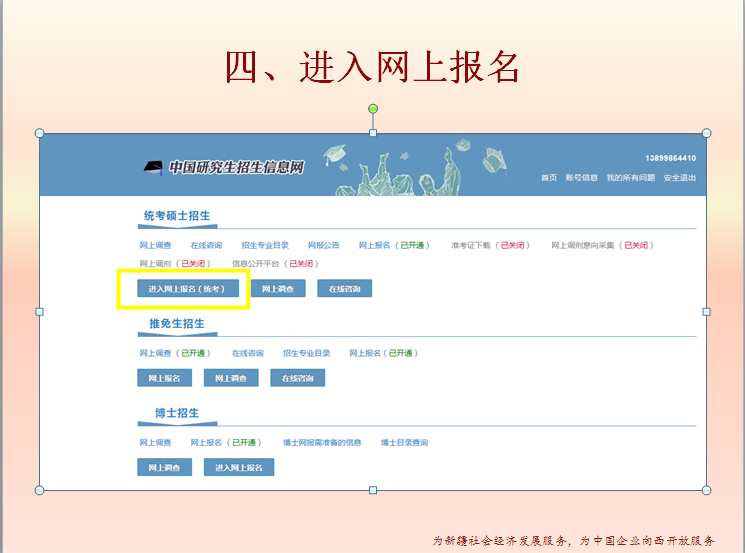 四、进入网上报名
中国研究生招生信息网
13899864410
首页 账号信息 我的所有问题 安全退出
统考硕士招生
网上调查 在线咨询 招生专业目录 网报公告 网上报名（已开通） 准考证下载（已关闭） 网上调剂意向采集（已关闭）
网上调剂（已关闭） 信息公开平台（已关闭）
进入网上报名（统考） 网上调查 在线咨询
推免生招生
网上调查（已开通） 在线咨询 招生专业目录 网上报名（已开通）
网上报名 网上调查 在线咨询
博士招生
网上调查 网上报名（已开通） 博士网报需准备的信息 博士目录查询
网上调查 进入网上报名
为新疆社会经济发展服务，为中国企业向西开放服务